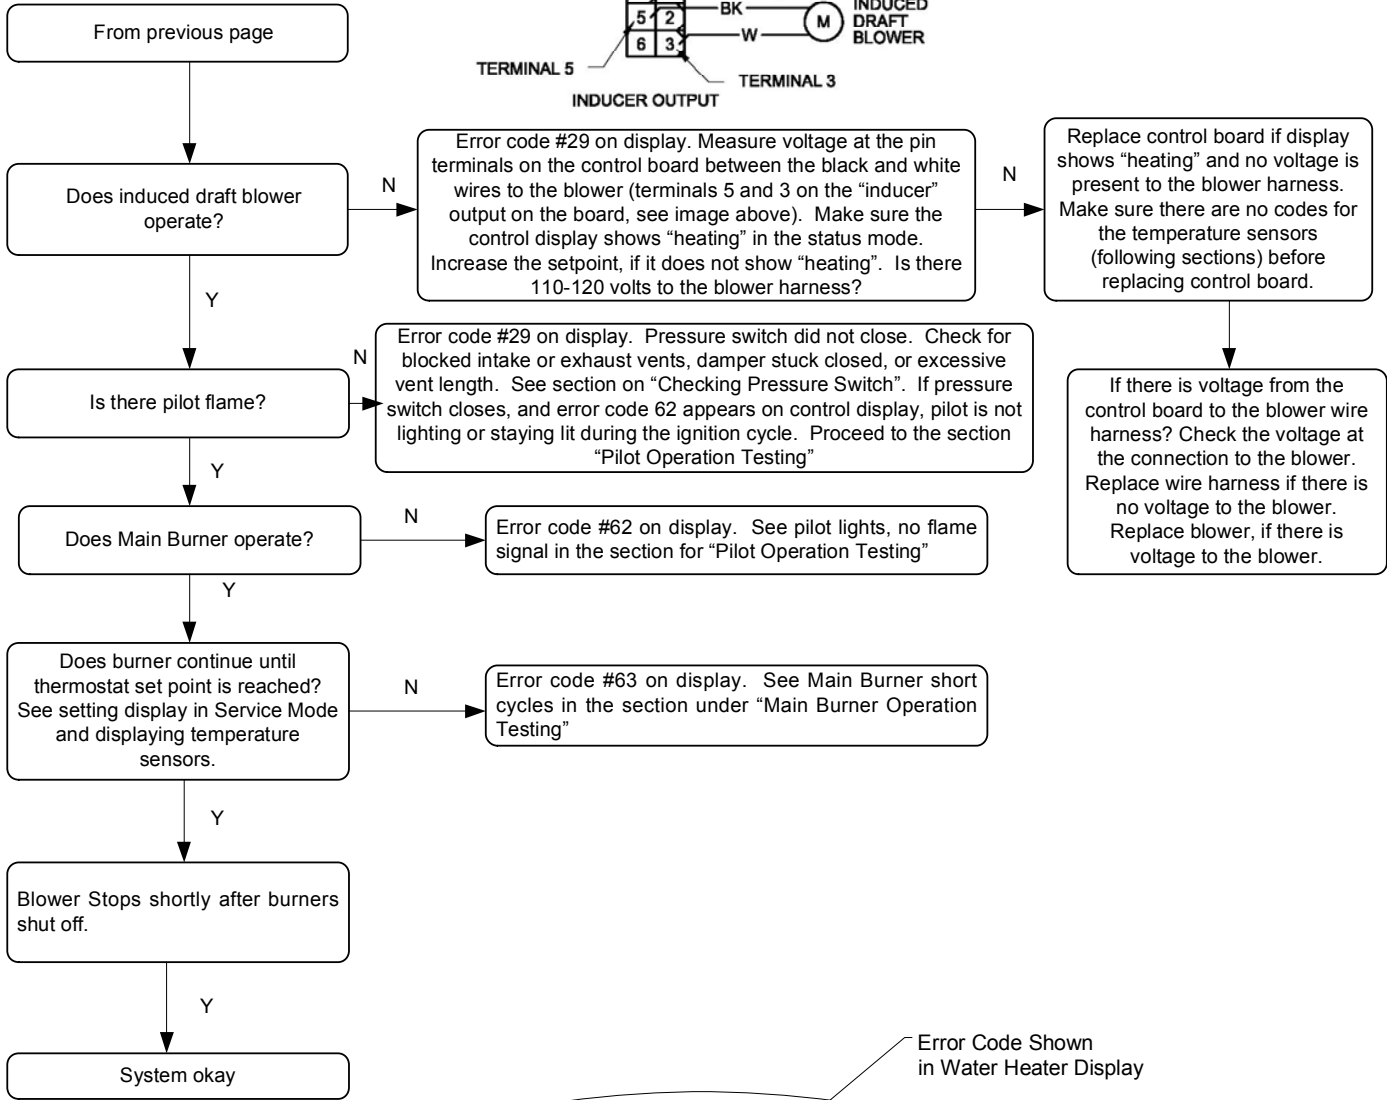 From previous page
5 2
6 3
BK
W
M
INDUCED
DRAFT
BLOWER
TERMINAL 5
TERMINAL 3
INDUCER OUTPUT
Does induced draft blower
operate?
N
Error code #29 on display. Measure voltage at the pin
terminals on the control board between the black and white
wires to the blower (terminals 5 and 3 on the “inducer”
output on the board, see image above). Make sure the
control display shows “heating” in the status mode.
Increase the setpoint, if it does not show “heating”. Is there
110-120 volts to the blower harness?
N
Replace control board if display
shows “heating” and no voltage is
present to the blower harness.
Make sure there are no codes for
the temperature sensors
(following sections) before
replacing control board.
Y
Is there pilot flame?
N
Error code #29 on display. Pressure switch did not close. Check for
blocked intake or exhaust vents, damper stuck closed, or excessive
vent length. See section on “Checking Pressure Switch”. If pressure
switch closes, and error code 62 appears on control display, pilot is not
lighting or staying lit during the ignition cycle. Proceed to the section
“Pilot Operation Testing”
If there is voltage from the
control board to the blower wire
harness? Check the voltage at
the connection to the blower.
Replace wire harness if there is
no voltage to the blower.
Replace blower, if there is
voltage to the blower.
Y
Does Main Burner operate?
N
Error code #62 on display. See pilot lights, no flame
signal in the section for “Pilot Operation Testing”
Y
Does burner continue until
thermostat set point is reached?
See setting display in Service Mode
and displaying temperature
sensors.
N
Error code #63 on display. See Main Burner short
cycles in the section under “Main Burner Operation
Testing”
Y
Blower Stops shortly after burners
shut off.
Y
System okay
Error Code Shown
in Water Heater Display